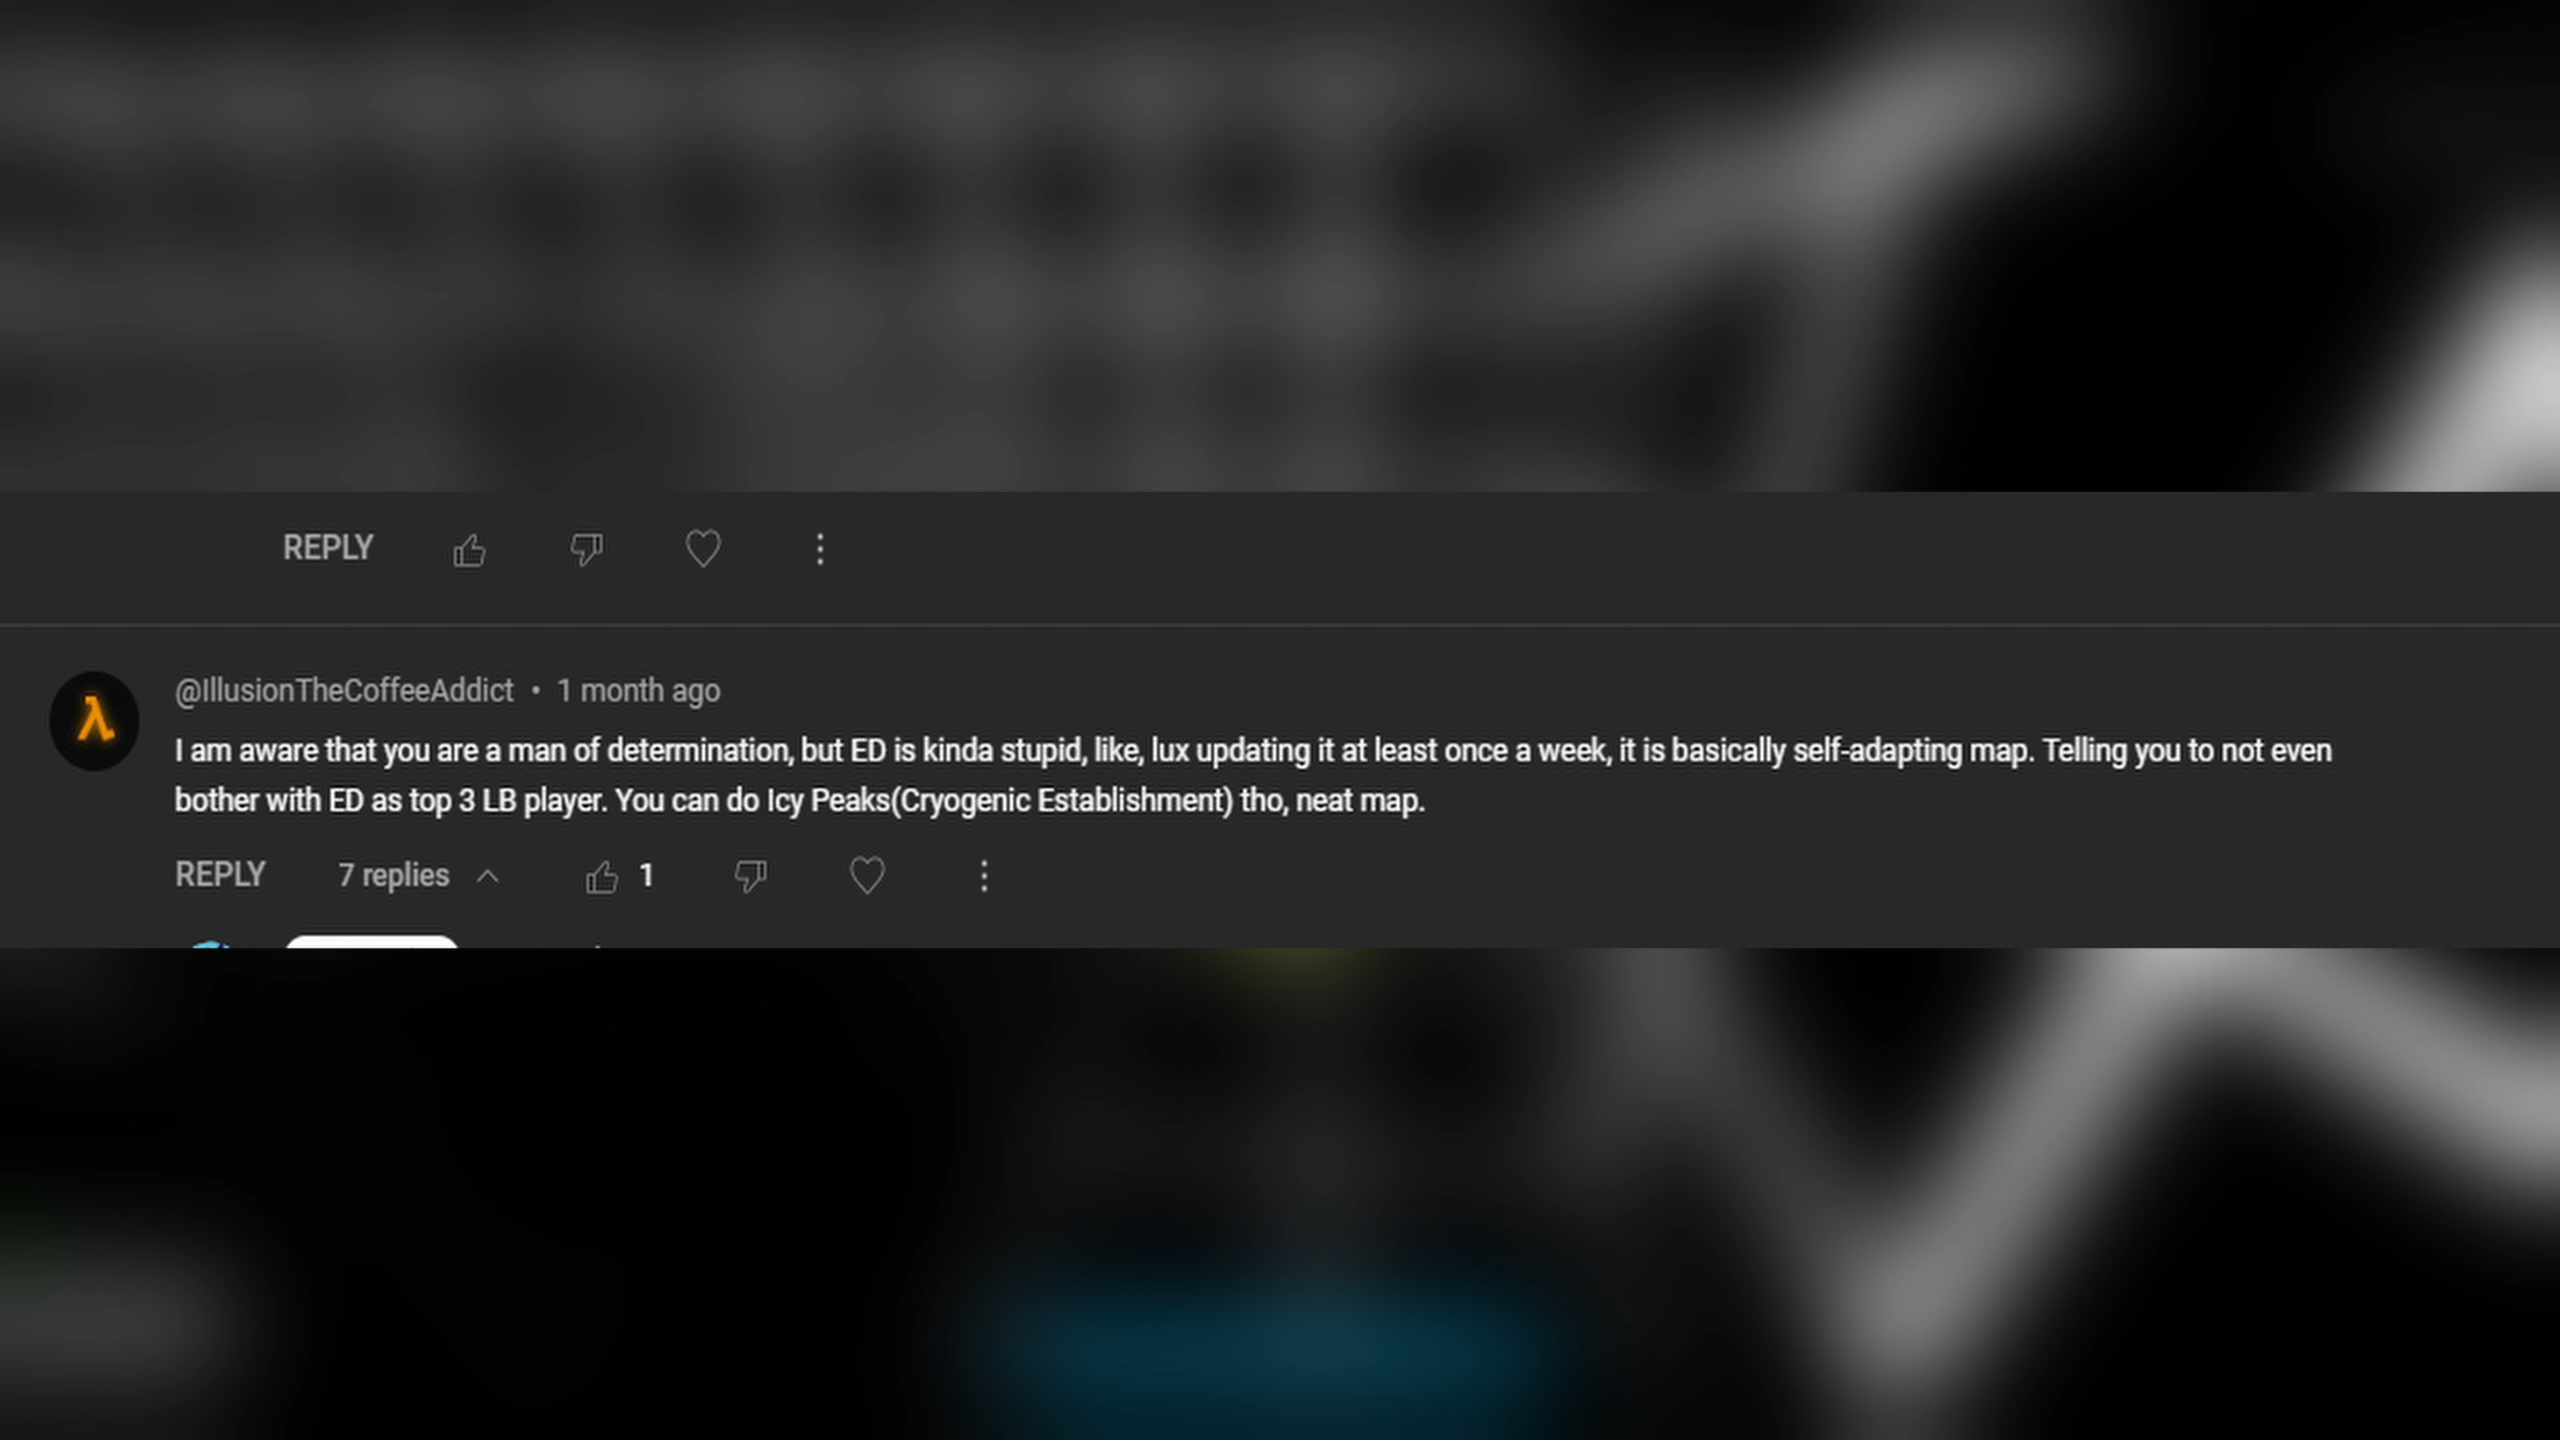 REPLY
@IllusionTheCoffeeAddict • 1 month ago
I am aware that you are a man of determination, but ED is kinda stupid, like, lux updating it at least once a week, it is basically self-adapting map. Telling you to not even
bother with ED as top 3 LB player. You can do Icy Peaks(Cryogenic Establishment) tho, neat map.
REPLY 7 replies 1